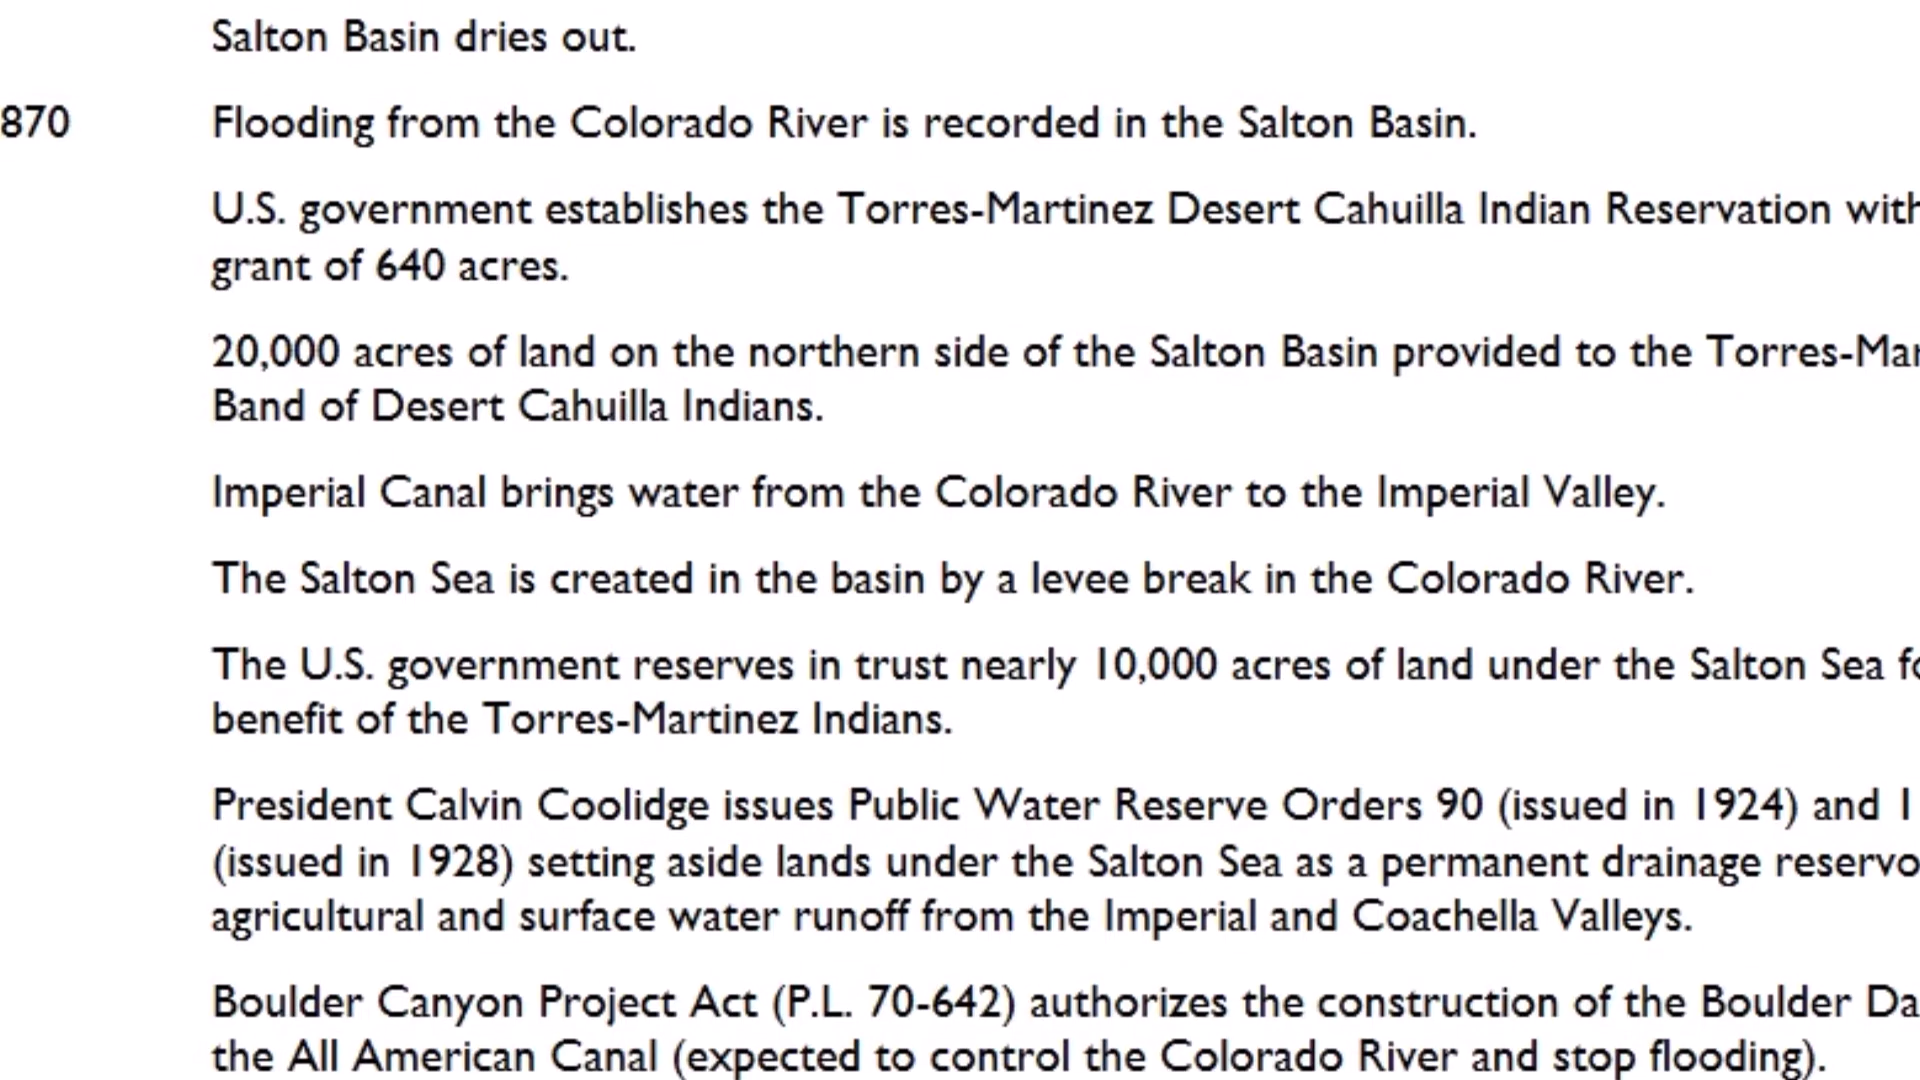 Salton Basin dries out.
870 Flooding from the Colorado River is recorded in the Salton Basin.
U.S. government establishes the Torres-Martinez Desert Cahuilla Indian Reservation with
grant of 640 acres.
20,000 acres of land on the northern side of the Salton Basin provided to the Torres-Mar
Band of Desert Cahuilla Indians.
Imperial Canal brings water from the Colorado River to the Imperial Valley.
The Salton Sea is created in the basin by a levee break in the Colorado River.
The U.S. government reserves in trust nearly 10,000 acres of land under the Salton Sea fo
benefit of the Torres-Martinez Indians.
President Calvin Coolidge issues Public Water Reserve Orders 90 (issued in 1924) and 1
(issued in 1928) setting aside lands under the Salton Sea as a permanent drainage reservo
agricultural and surface water runoff from the Imperial and Coachella Valleys.
Boulder Canyon Project Act (P.L. 70-642) authorizes the construction of the Boulder Da
the All American Canal (expected to control the Colorado River and stop flooding).